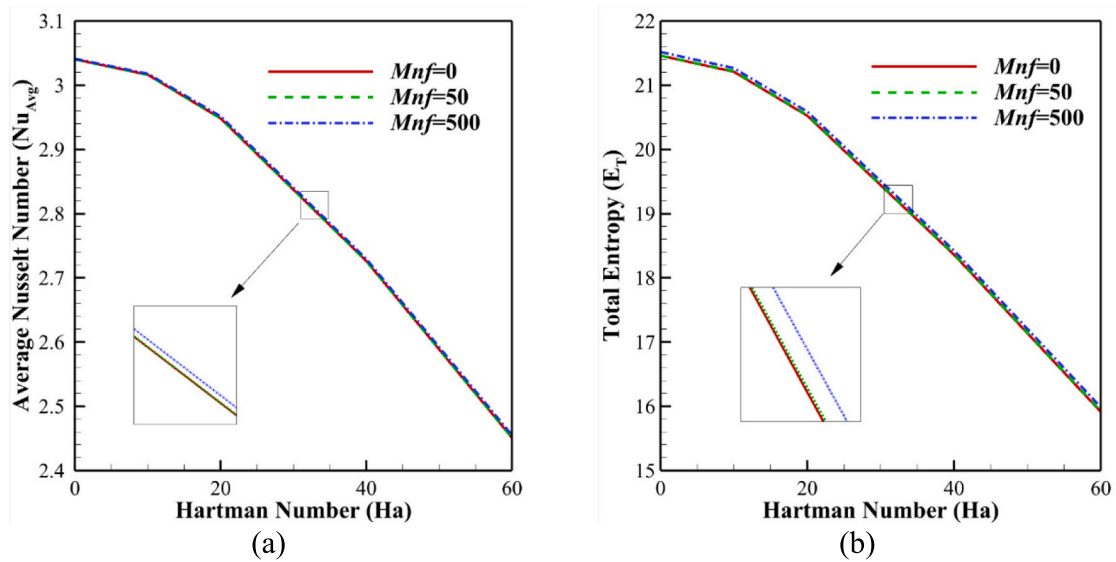 3.1
3
2.9
2.8
2.7
2.6
2.5
2.4
Average Nusselt Number (Nu_Avg)
Mnf=0
Mnf=50
Mnf=500
0
20
40
60
Hartman Number (Ha)
(a)
22
21
20
19
18
17
16
15
Total Entropy (E_T)
Mnf=0
Mnf=50
Mnf=500
0
20
40
60
Hartman Number (Ha)
(b)